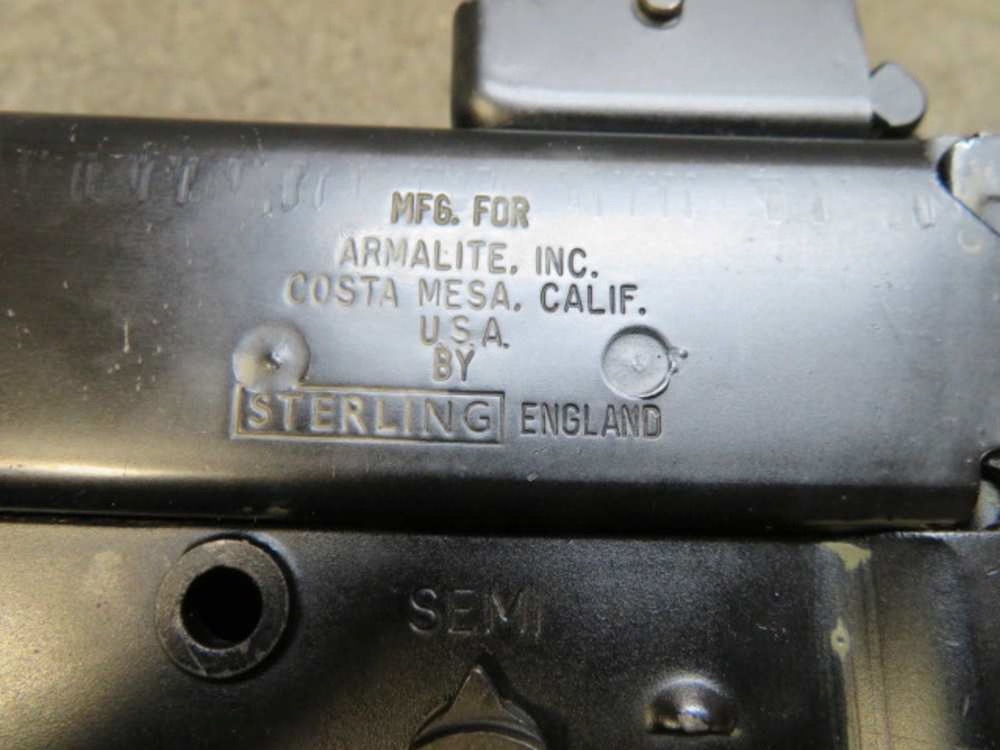 MFG. FOR
ARMALITE, INC.
COSTA MESA, CALIF.
U.S.A.
BY
STERLING ENGLAND
SEMI